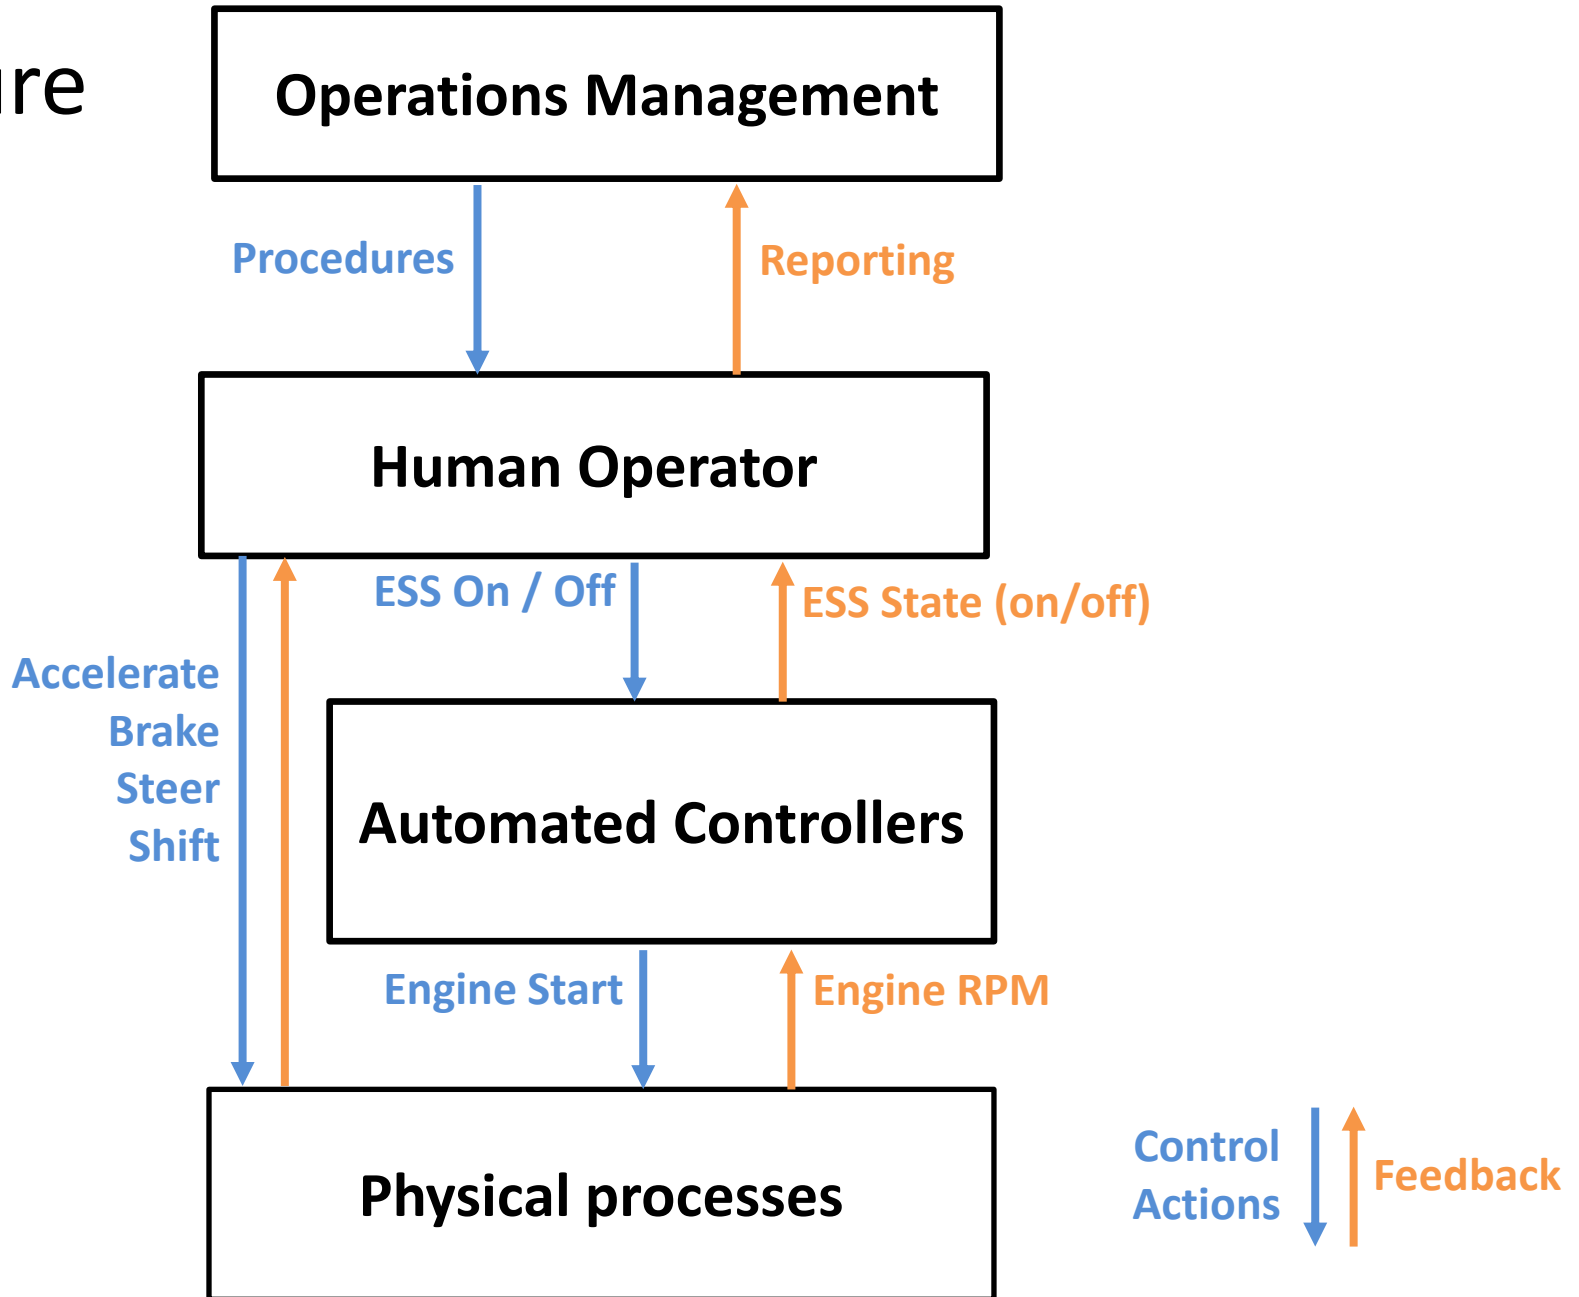 ure
Operations Management
Procedures
Reporting
Human Operator
ESS On / Off
ESS State (on/off)
Accelerate
Brake
Steer
Shift
Automated Controllers
Engine Start
Engine RPM
Physical processes
Control
Actions
Feedback